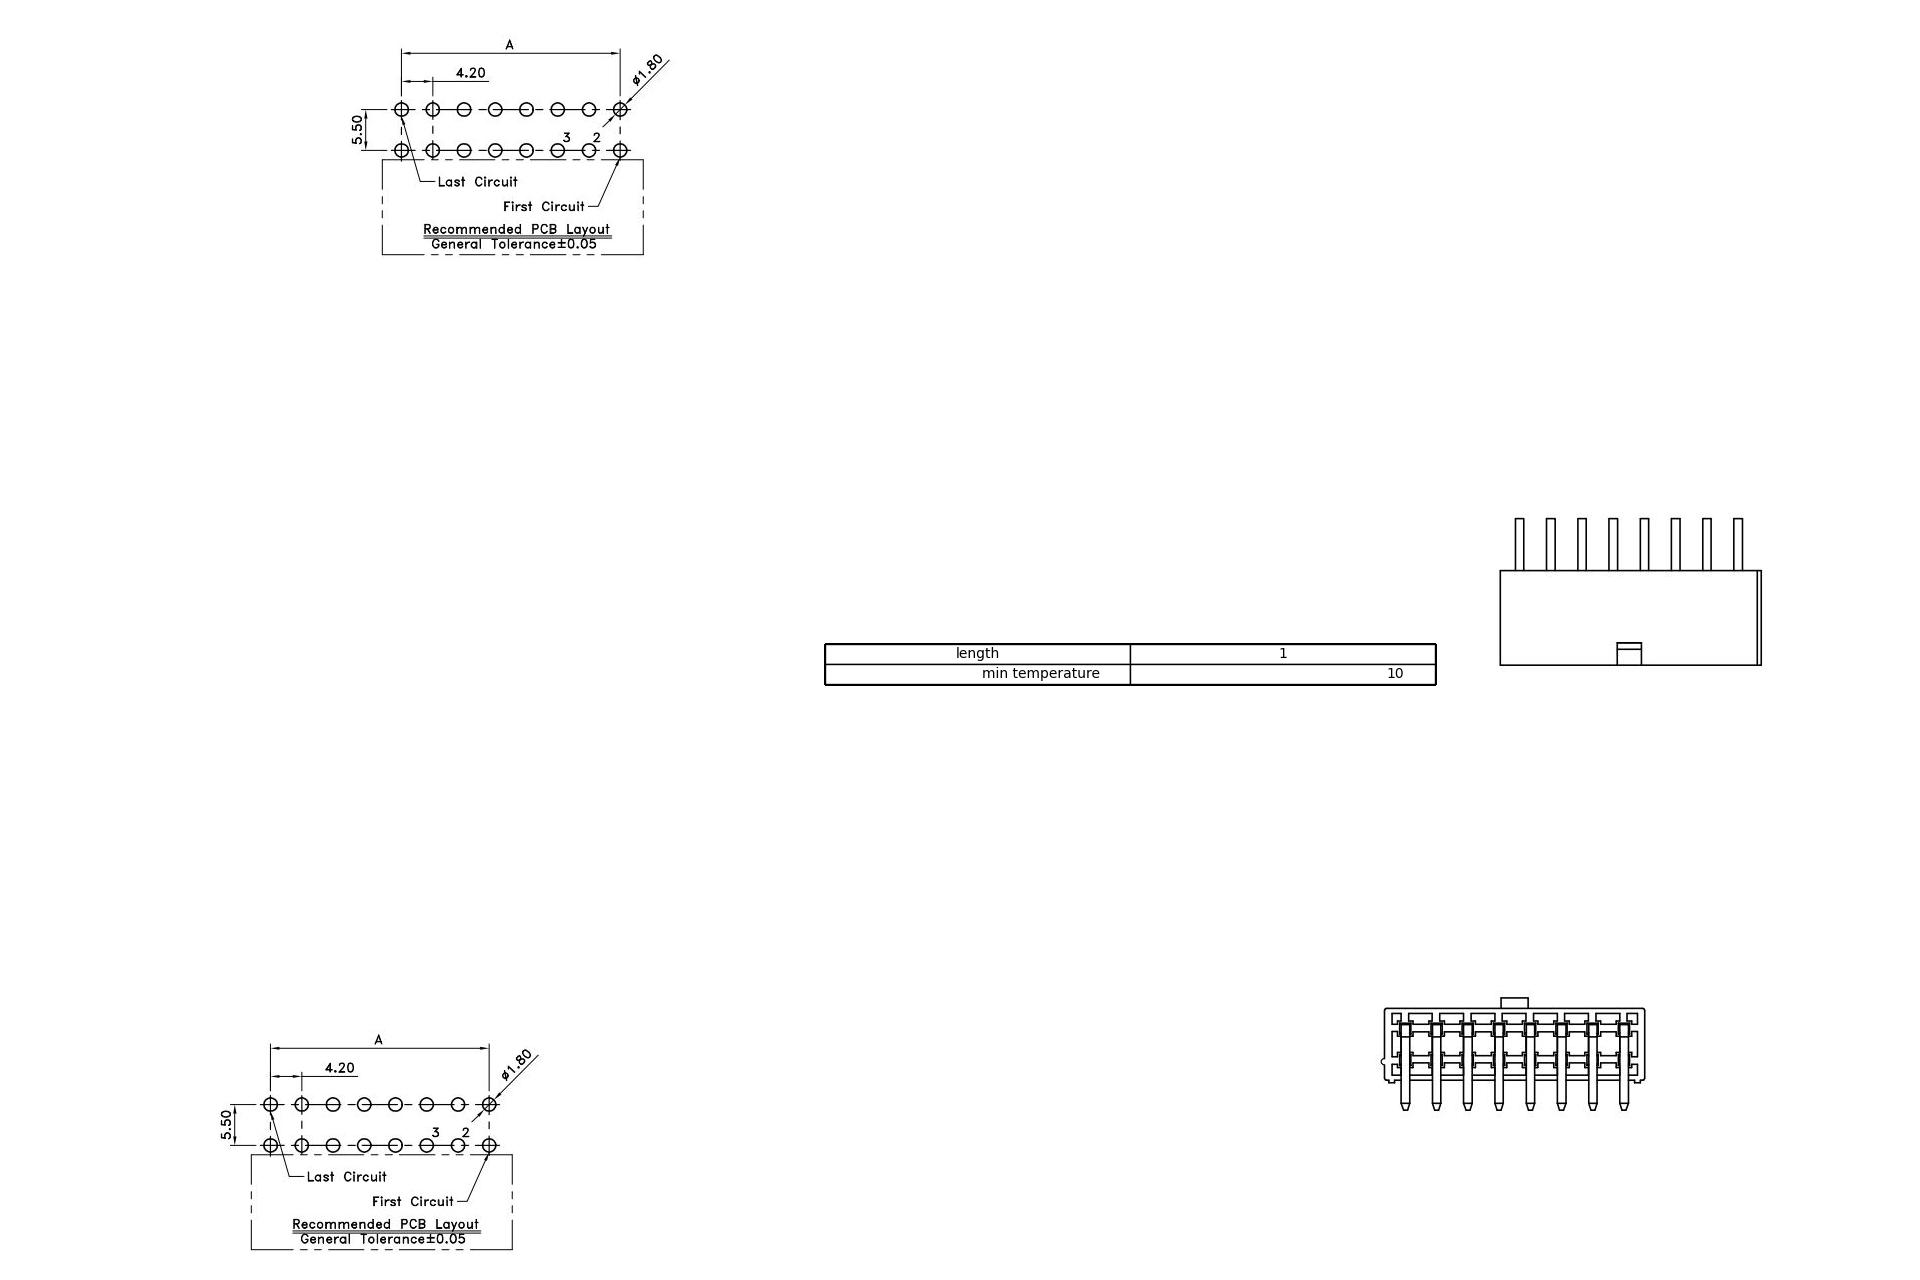 A
4.20
ø1.80
5.50
3 2
Last Circuit
First Circuit
Recommended PCB Layout
General Tolerance±0.05
length 1
min temperature 10
A
4.20
ø1.80
5.50
3 2
Last Circuit
First Circuit
Recommended PCB Layout
General Tolerance±0.05